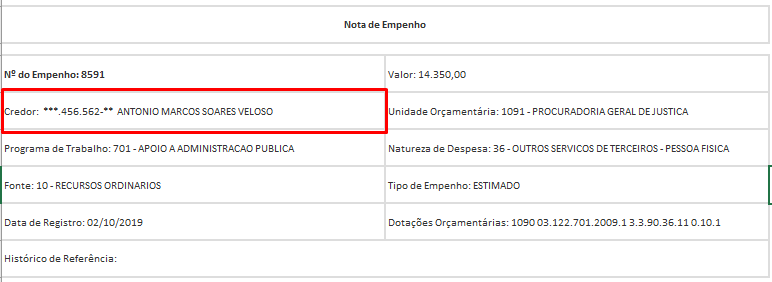 Nota de Empenho
Nº do Empenho: 8591
Valor: 14.350,00
Credor: ***.456.562-** ANTONIO MARCOS SOARES VELOSO
Unidade Orçamentária: 1091 - PROCURADORIA GERAL DE JUSTICA
Programa de Trabalho: 701 - APOIO A ADMINISTRACAO PUBLICA
Natureza de Despesa: 36 - OUTROS SERVICOS DE TERCEIROS - PESSOA FISICA
Fonte: 10 - RECURSOS ORDINARIOS
Tipo de Empenho: ESTIMADO
Data de Registro: 02/10/2019
Dotações Orçamentárias: 1090 03.122.701.2009.1 3.3.90.36.11 0.10.1
Histórico de Referência: